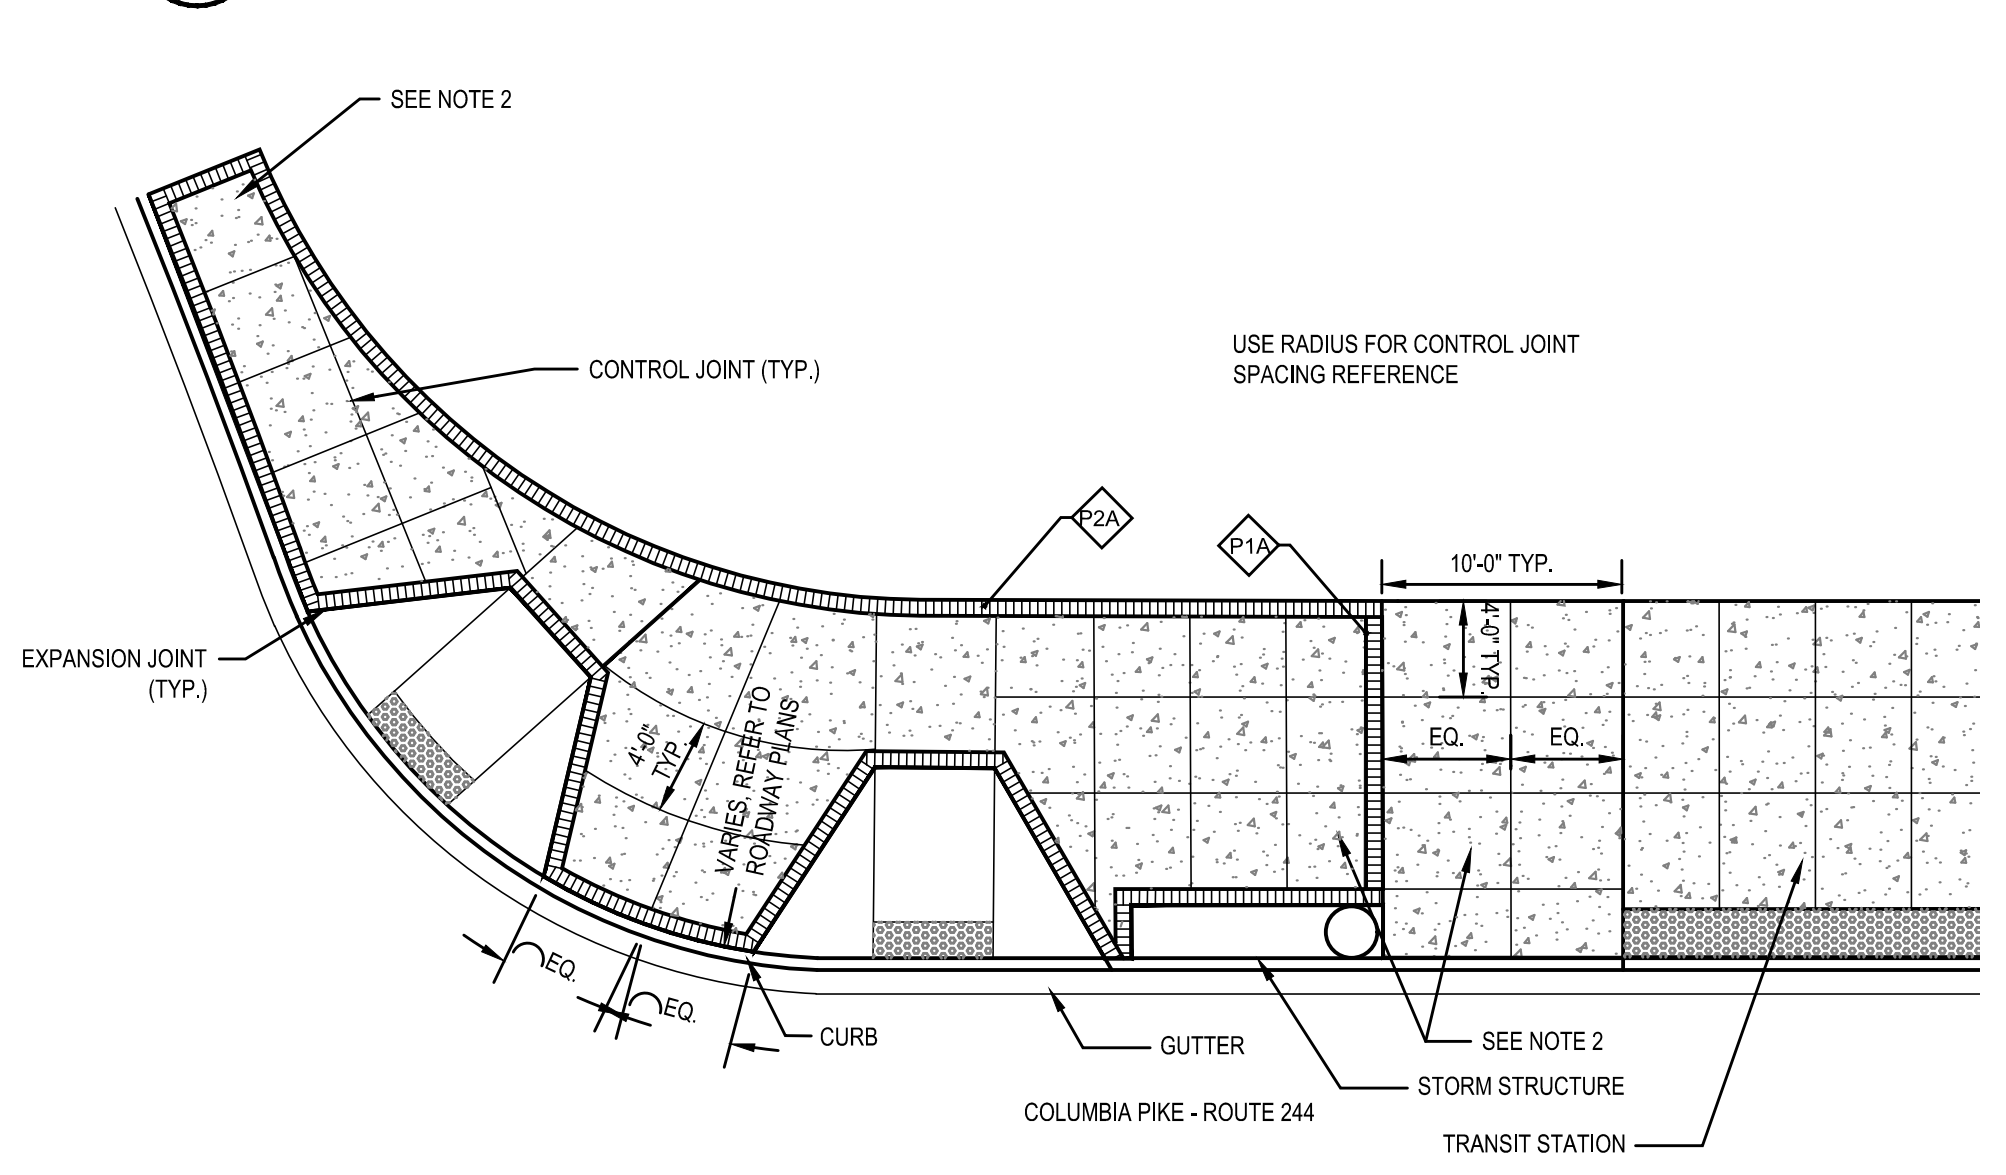 SEE NOTE 2
CONTROL JOINT (TYP.)
USE RADIUS FOR CONTROL JOINT
SPACING REFERENCE
P2A
P1A
10'-0" TYP.
4'-0" TYP.
EXPANSION JOINT
(TYP.)
4'-0"
TYP.
VARIES, REFER TO
ROADWAY PLANS
EQ.
EQ.
EQ.
EQ.
CURB
GUTTER
SEE NOTE 2
STORM STRUCTURE
COLUMBIA PIKE - ROUTE 244
TRANSIT STATION